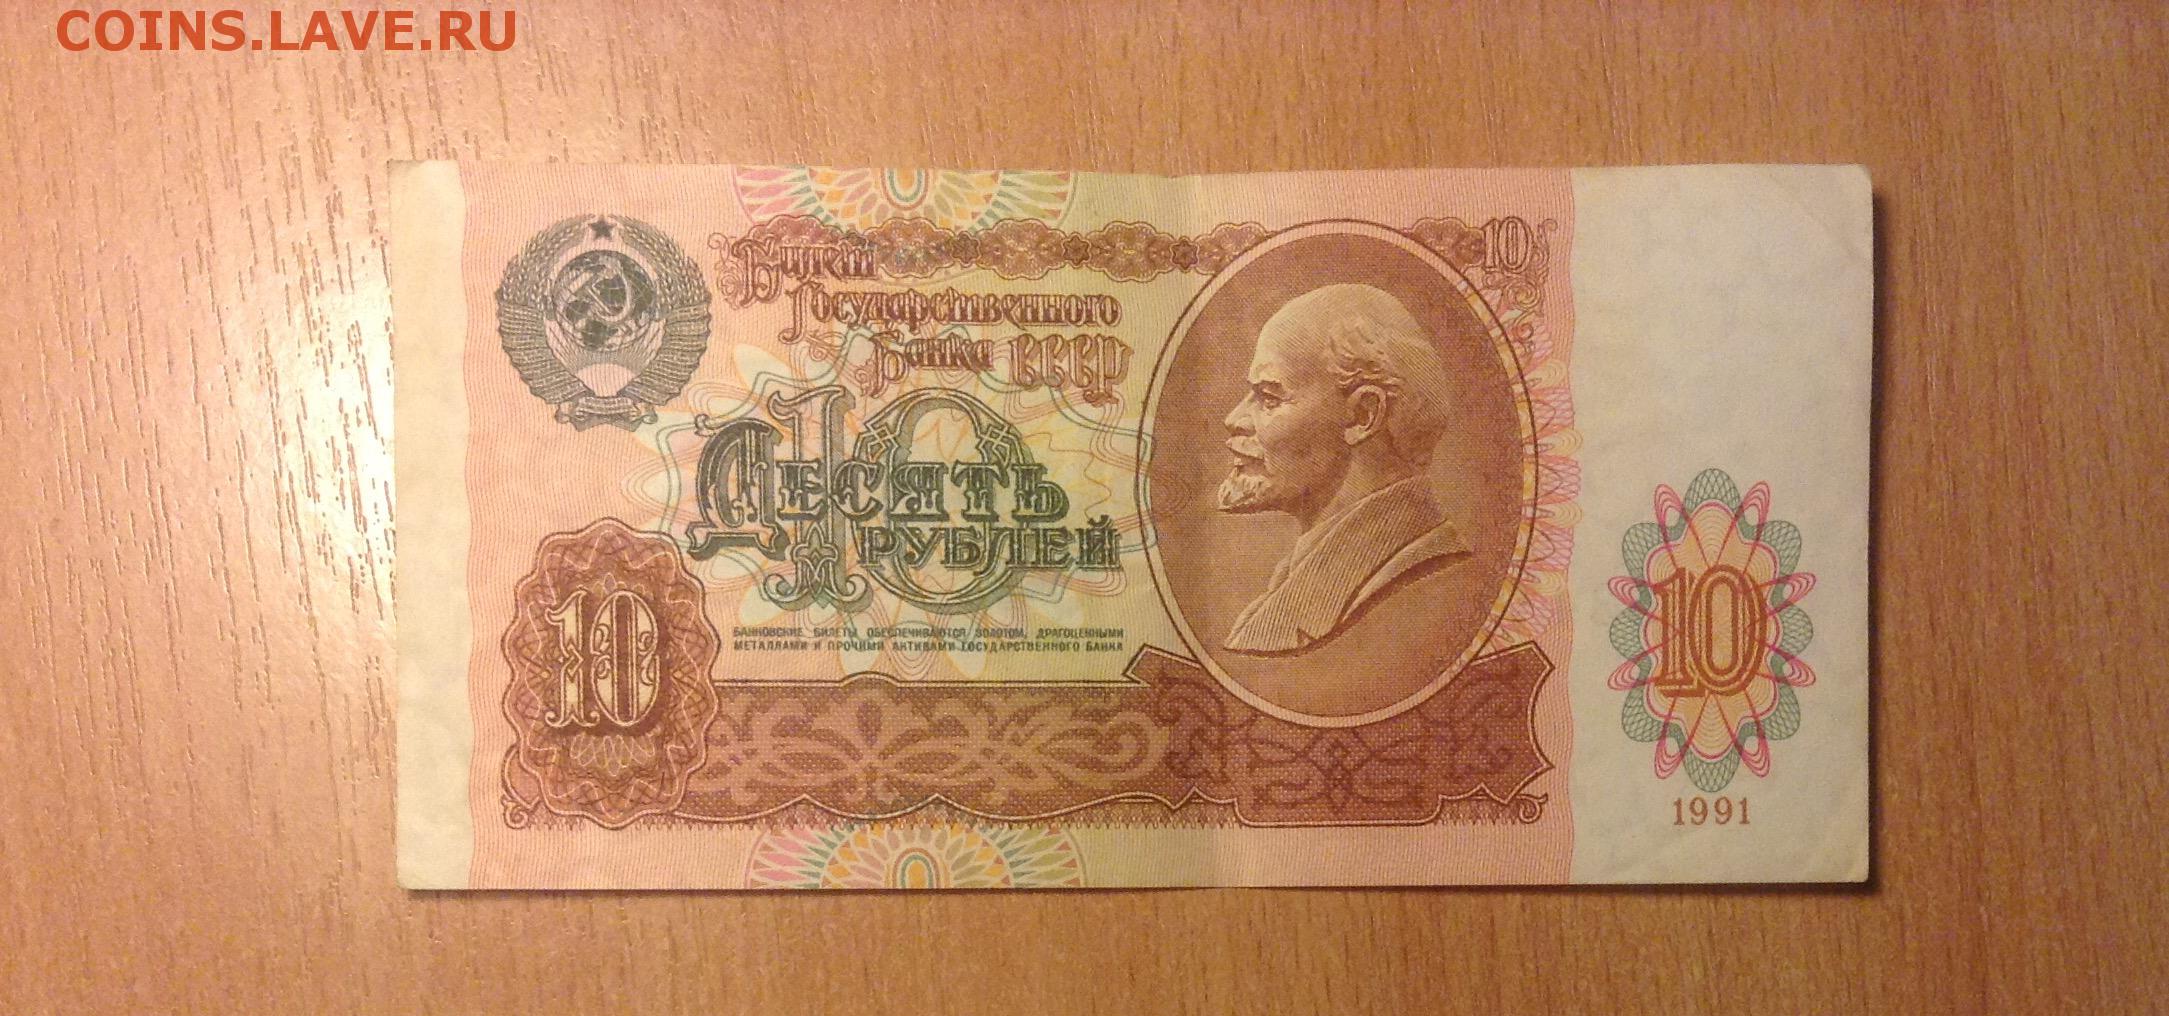 COINS.LAVE.RU
Билет
Государственного
Банка СССР
10
10
Десять
рублей
БАНКОВСКИЕ БИЛЕТЫ ОБЕСПЕЧИВАЮТСЯ ЗОЛОТОМ, ДРАГОЦЕННЫМИ
МЕТАЛЛАМИ И ПРОЧИМИ АКТИВАМИ ГОСУДАРСТВЕННОГО БАНКА
10
10
1991